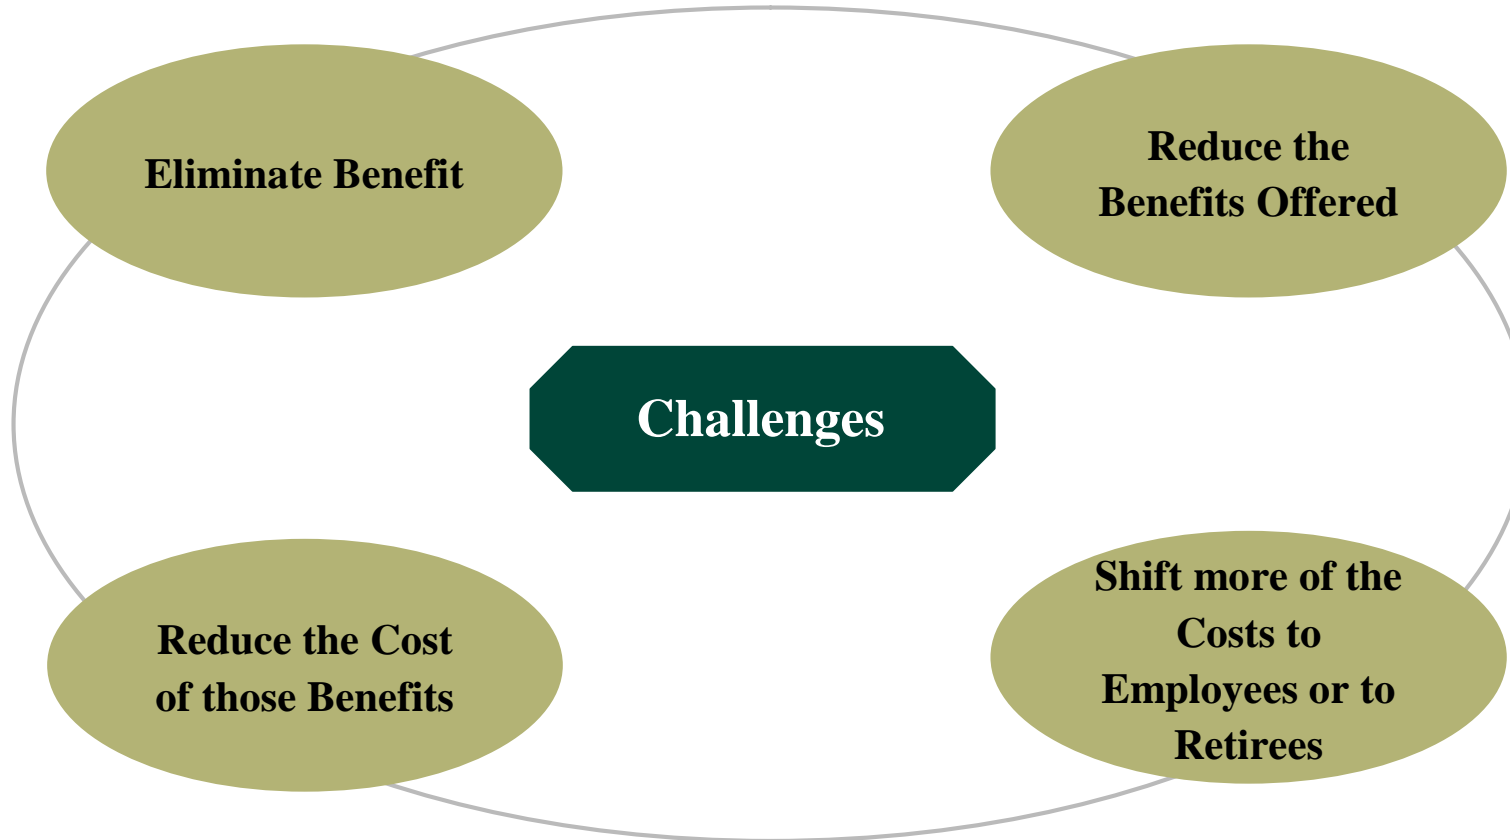 Eliminate Benefit
Reduce the
Benefits Offered
Challenges
Reduce the Cost
of those Benefits
Shift more of the
Costs to
Employees or to
Retirees